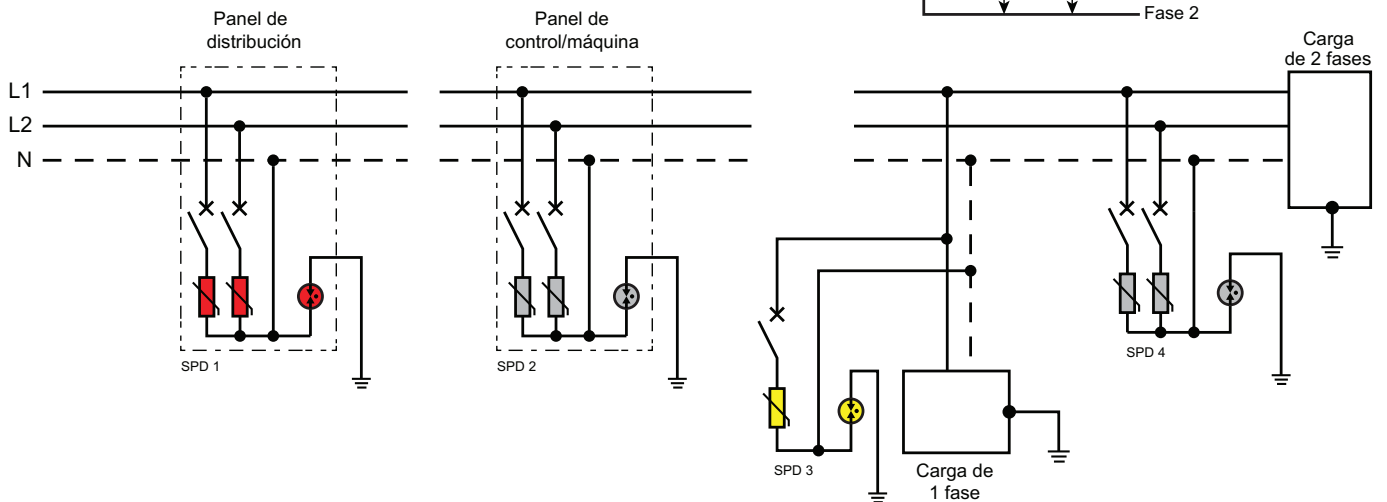 Fase 2
Panel de
distribución
Panel de
control/máquina
Carga
de 2 fases
L1
L2
N
SPD 1
SPD 2
SPD 4
SPD 3
Carga de
1 fase